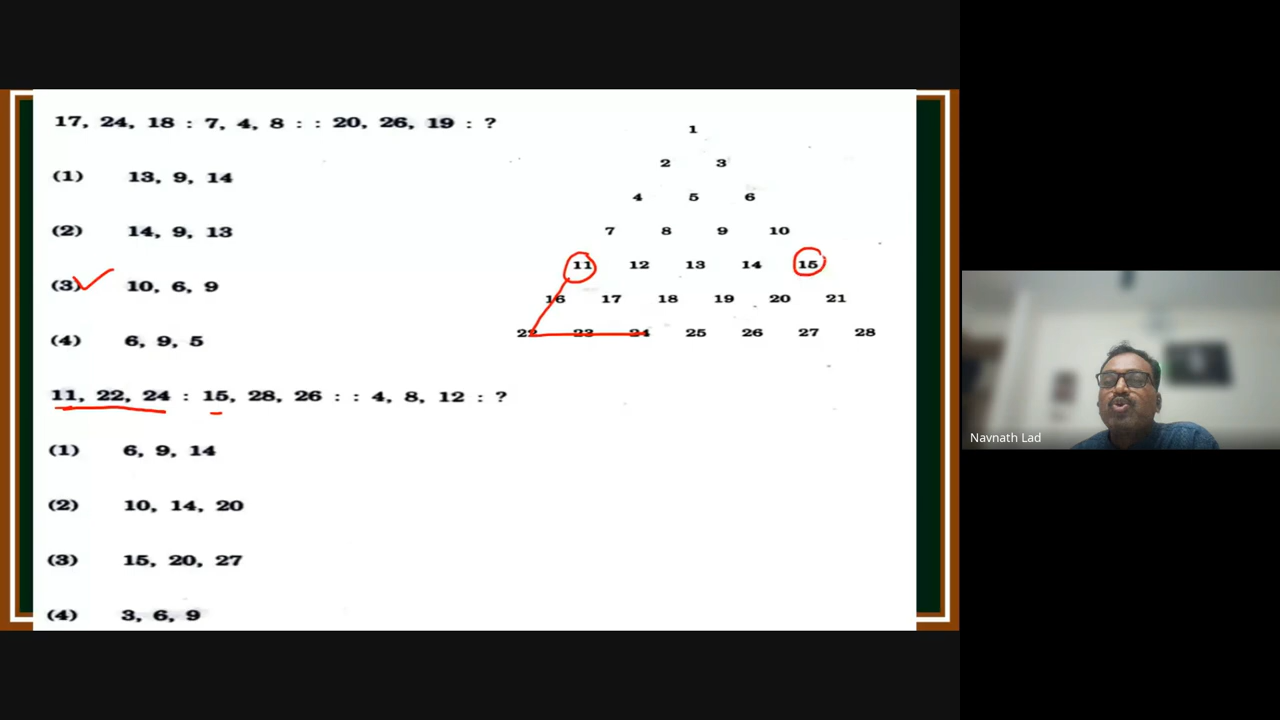 17, 24, 18 : 7, 4, 8 : : 20, 26, 19 : ?
(1) 13, 9, 14
(2) 14, 9, 13
(3) 10, 6, 9
(4) 6, 9, 5
11, 22, 24 : 15, 28, 26 : : 4, 8, 12 : ?
(1) 6, 9, 14
(2) 10, 14, 20
(3) 15, 20, 27
(4) 3, 6, 9
1
2 3
4 5 6
7 8 9 10
11 12 13 14 15
16 17 18 19 20 21
22 23 24 25 26 27 28
Navnath Lad